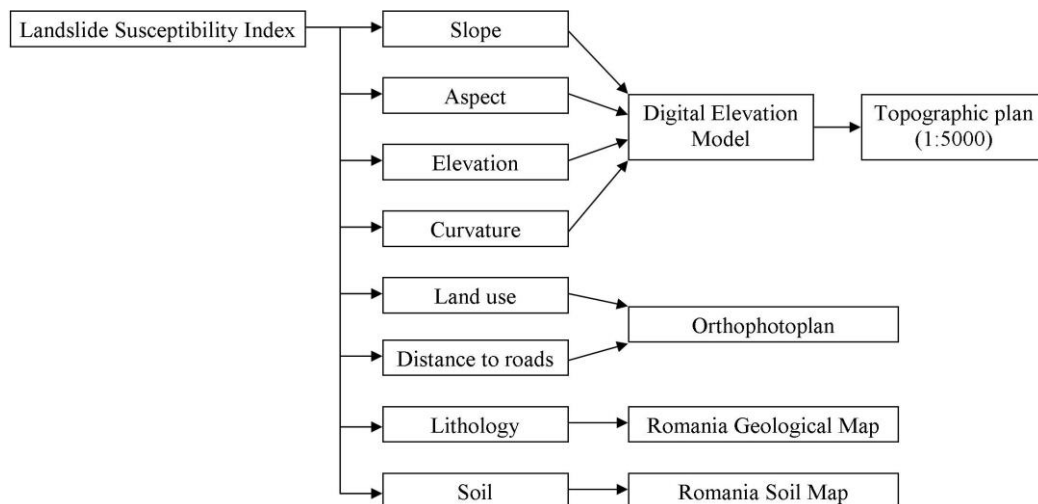 Landslide Susceptibility Index
Slope
Aspect
Elevation
Curvature
Land use
Distance to roads
Lithology
Soil
Digital Elevation
Model
Topographic plan
(1:5000)
Orthophotoplan
Romania Geological Map
Romania Soil Map